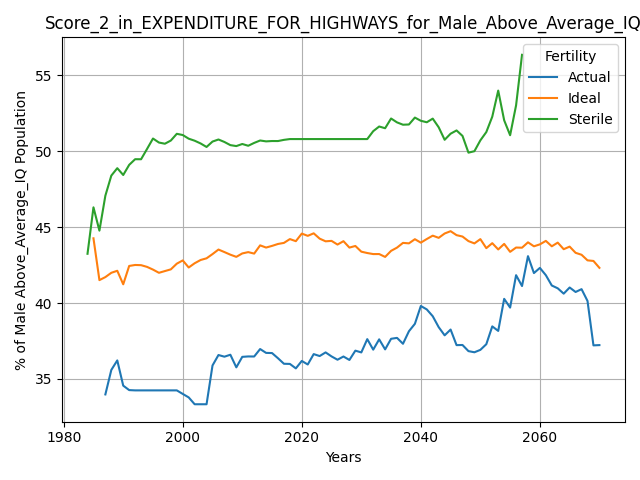 Score_2_in_EXPENDITURE_FOR_HIGHWAYS_for_Male_Above_Average_IQ
Fertility
Actual
Ideal
Sterile
% of Male Above_Average_IQ Population
55
50
45
40
35
1980
2000
2020
2040
2060
Years